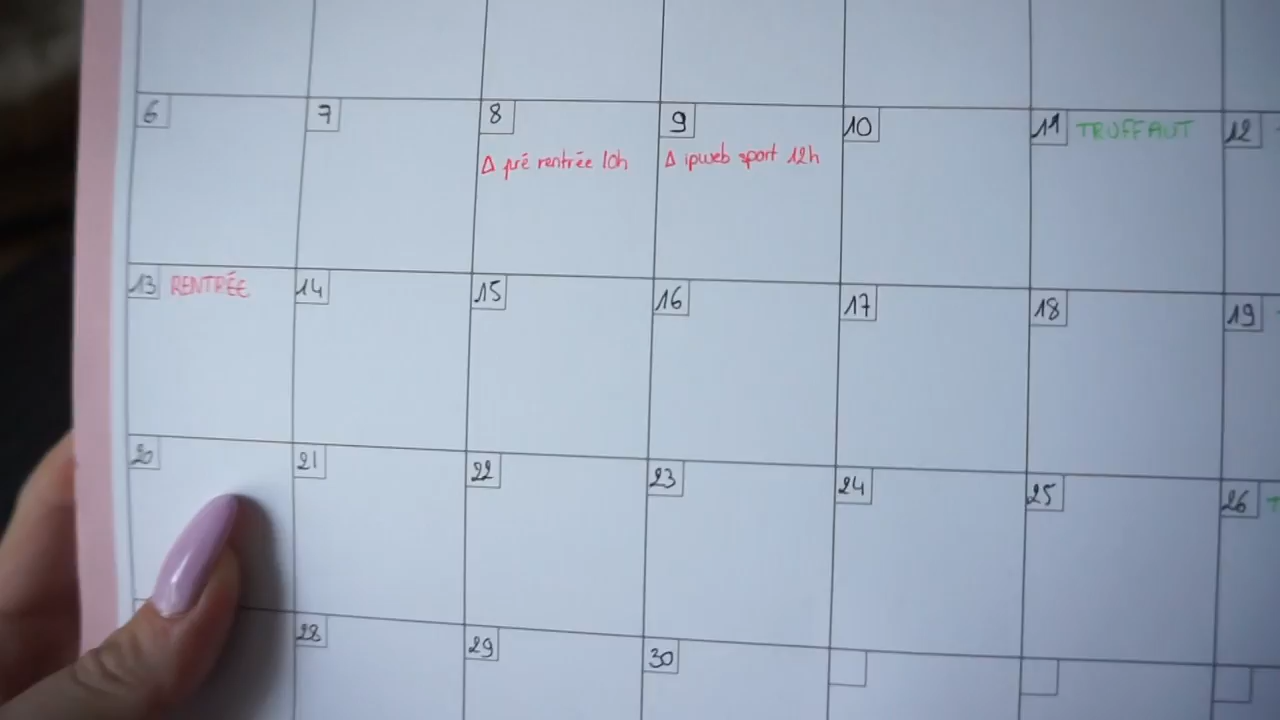 6 7 8 9 10 11 TRUFFAUT 12
Δ pré rentrée 10h
Δ ipweb sport 12h
13 RENTRÉE 14 15 16 17 18 19
20 21 22 23 24 25 26
28 29 30